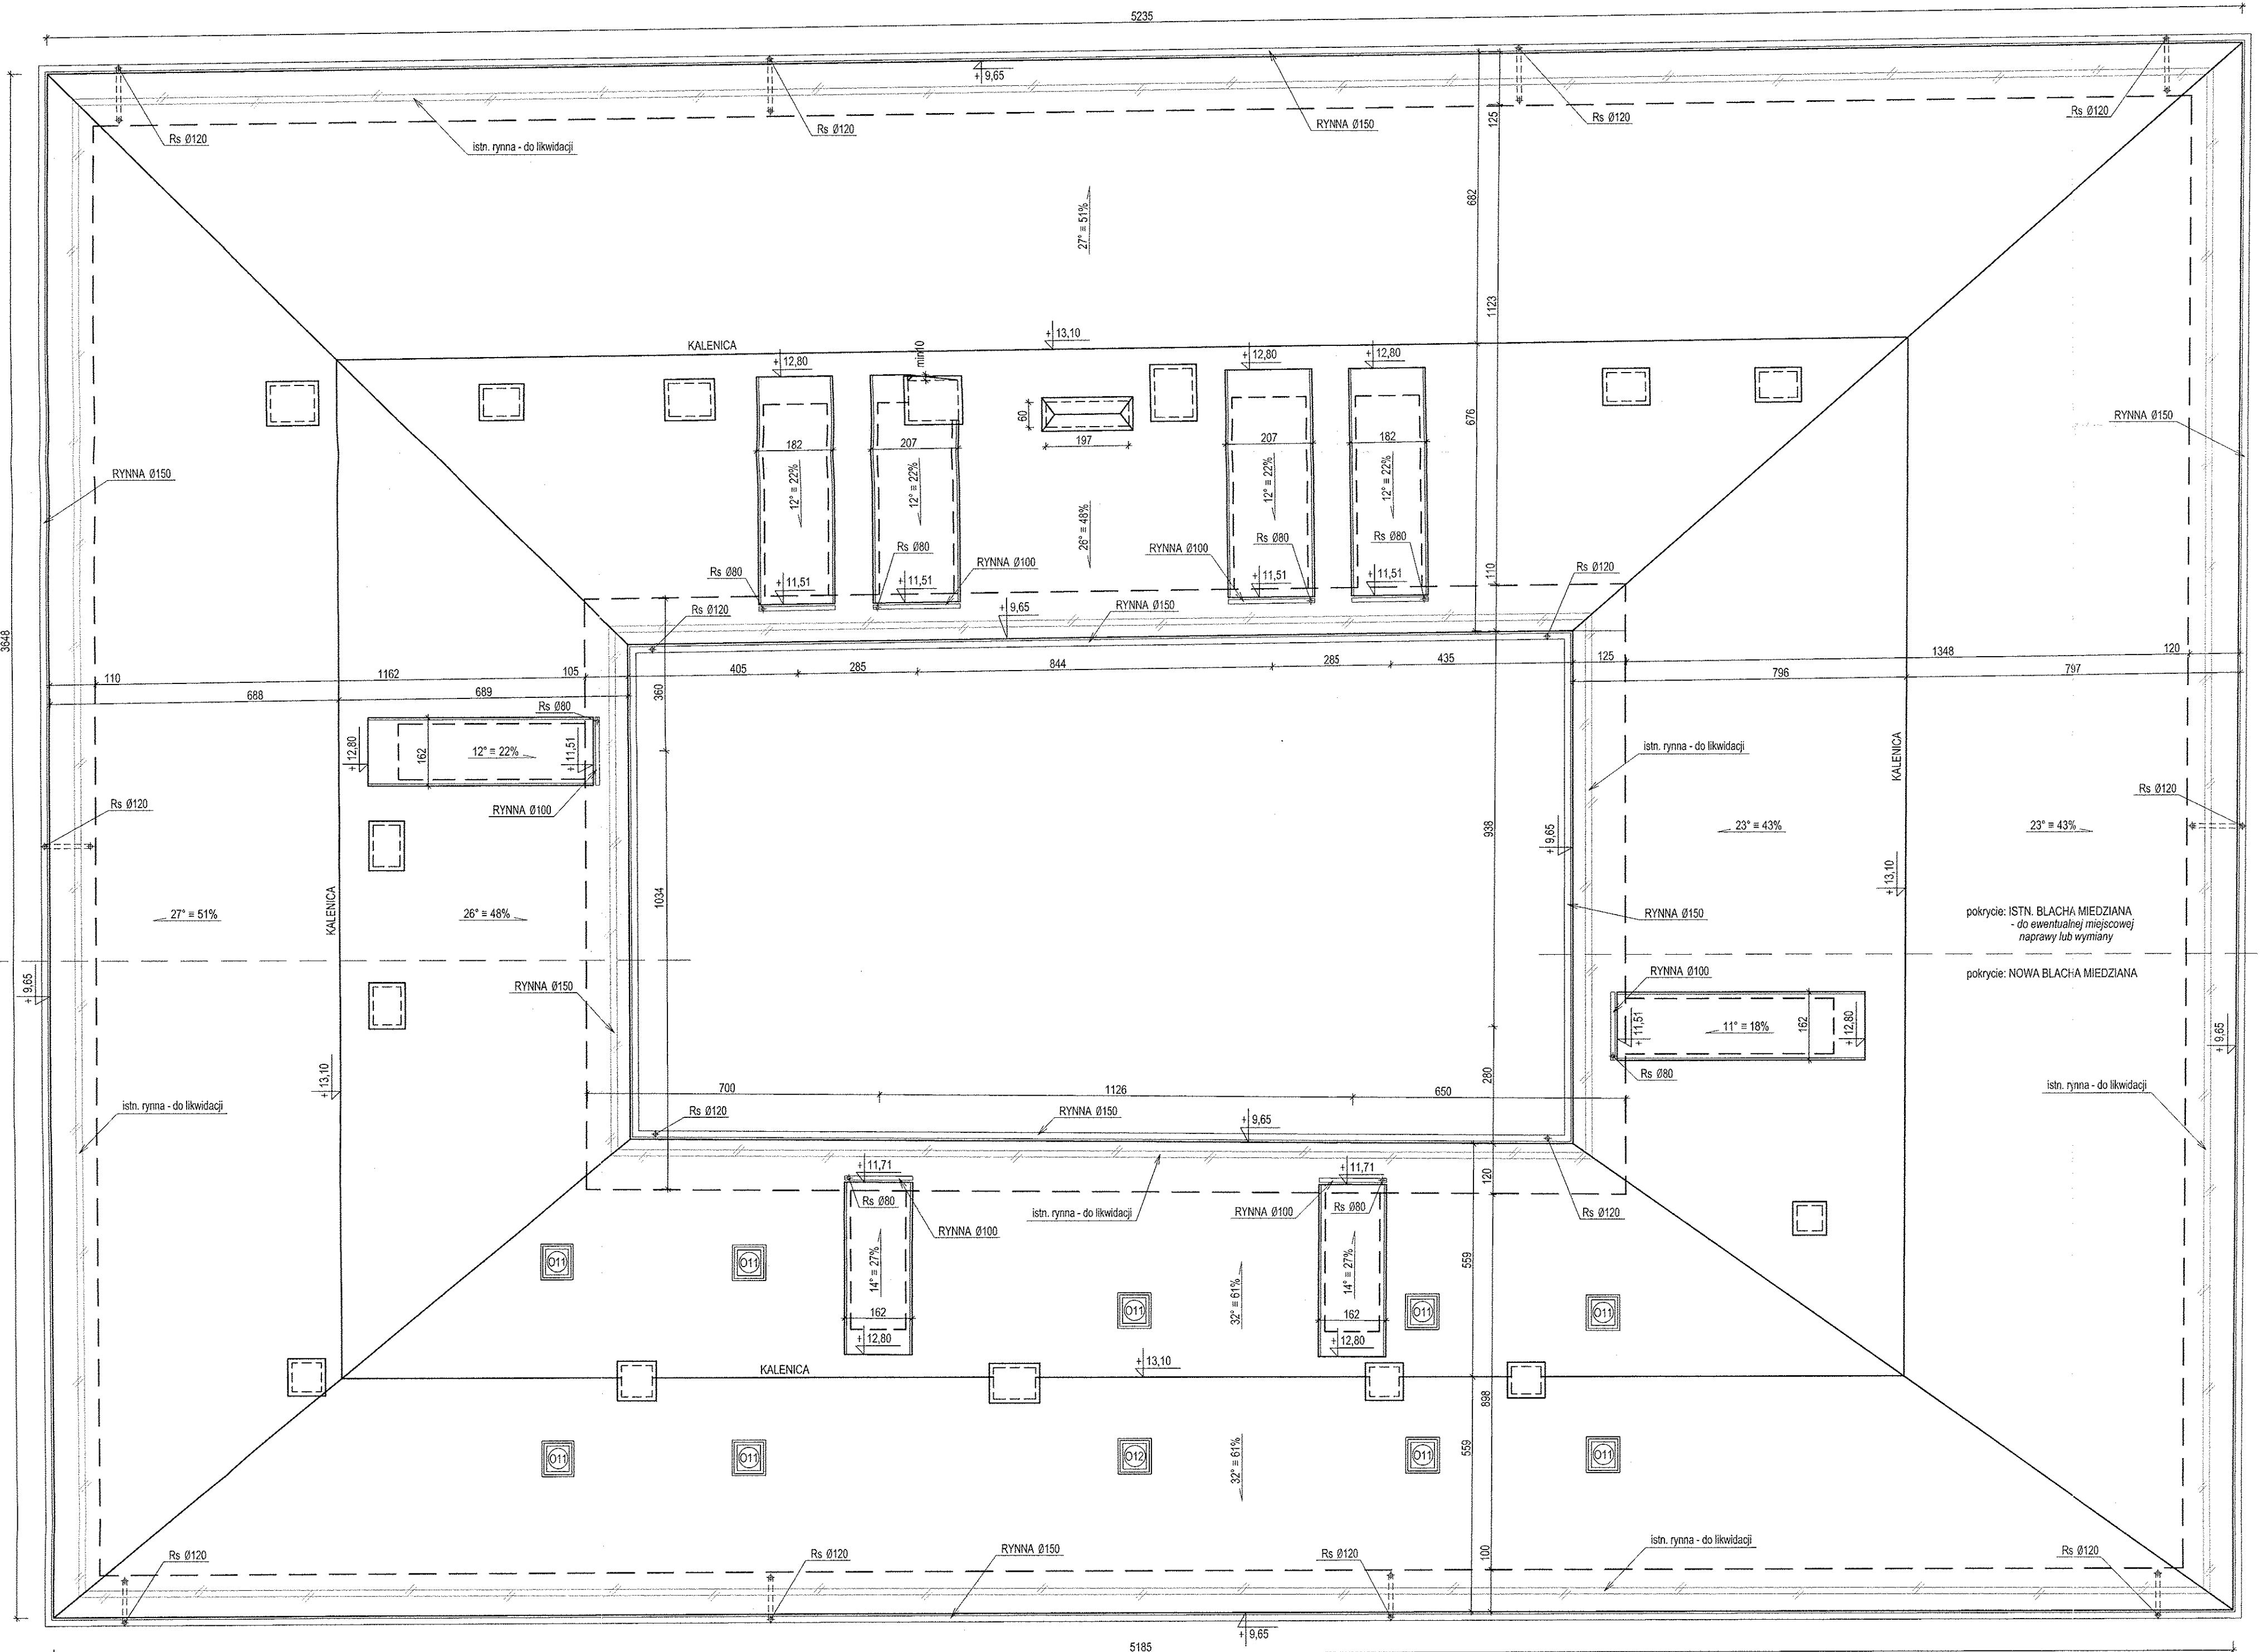 5235
+ 9,65
Rs Ø120
istn. rynna - do likwidacji
Rs Ø120
RYNNA Ø150
Rs Ø120
Rs Ø120
125
682
27° ≡ 51%
1123
KALENICA
+ 13,10
+ 12,80
min10
+ 12,80
+ 12,80
60
197
676
182
207
207
182
RYNNA Ø150
RYNNA Ø150
12° ≡ 22%
12° ≡ 22%
12° ≡ 22%
12° ≡ 22%
26° ≡ 48%
Rs Ø80
Rs Ø80
RYNNA Ø100
RYNNA Ø100
Rs Ø80
Rs Ø80
+ 11,51
+ 11,51
+ 11,51
+ 11,51
110
Rs Ø120
Rs Ø120
+ 9,65
RYNNA Ø150
3648
110
1162
105
405
285
844
285
435
125
1348
120
688
689
360
796
797
Rs Ø80
+ 12,80
162
12° ≡ 22%
+ 11,51
RYNNA Ø100
istn. rynna - do likwidacji
KALENICA
Rs Ø120
Rs Ø120
938
+ 9,65
23° ≡ 43%
23° ≡ 43%
+ 13,10
KALENICA
27° ≡ 51%
26° ≡ 48%
1034
RYNNA Ø150
pokrycie: ISTN. BLACHA MIEDZIANA
- do ewentualnej miejscowej
naprawy lub wymiany
pokrycie: NOWA BLACHA MIEDZIANA
+ 9,65
RYNNA Ø150
RYNNA Ø100
+ 11,51
11° ≡ 18%
162
+ 12,80
+ 9,65
Rs Ø80
+ 13,10
700
1126
650
280
istn. rynna - do likwidacji
istn. rynna - do likwidacji
Rs Ø120
RYNNA Ø150
+ 9,65
+ 11,71
+ 11,71
120
Rs Ø80
RYNNA Ø100
istn. rynna - do likwidacji
RYNNA Ø100
Rs Ø80
Rs Ø120
O11
O11
14° ≡ 27%
14° ≡ 27%
32° ≡ 61%
559
O11
O11
O11
162
162
+ 12,80
+ 12,80
KALENICA
+ 13,10
898
O11
O11
O12
32° ≡ 61%
O11
559
O11
Rs Ø120
Rs Ø120
RYNNA Ø150
Rs Ø120
100
istn. rynna - do likwidacji
Rs Ø120
+ 9,65
5185